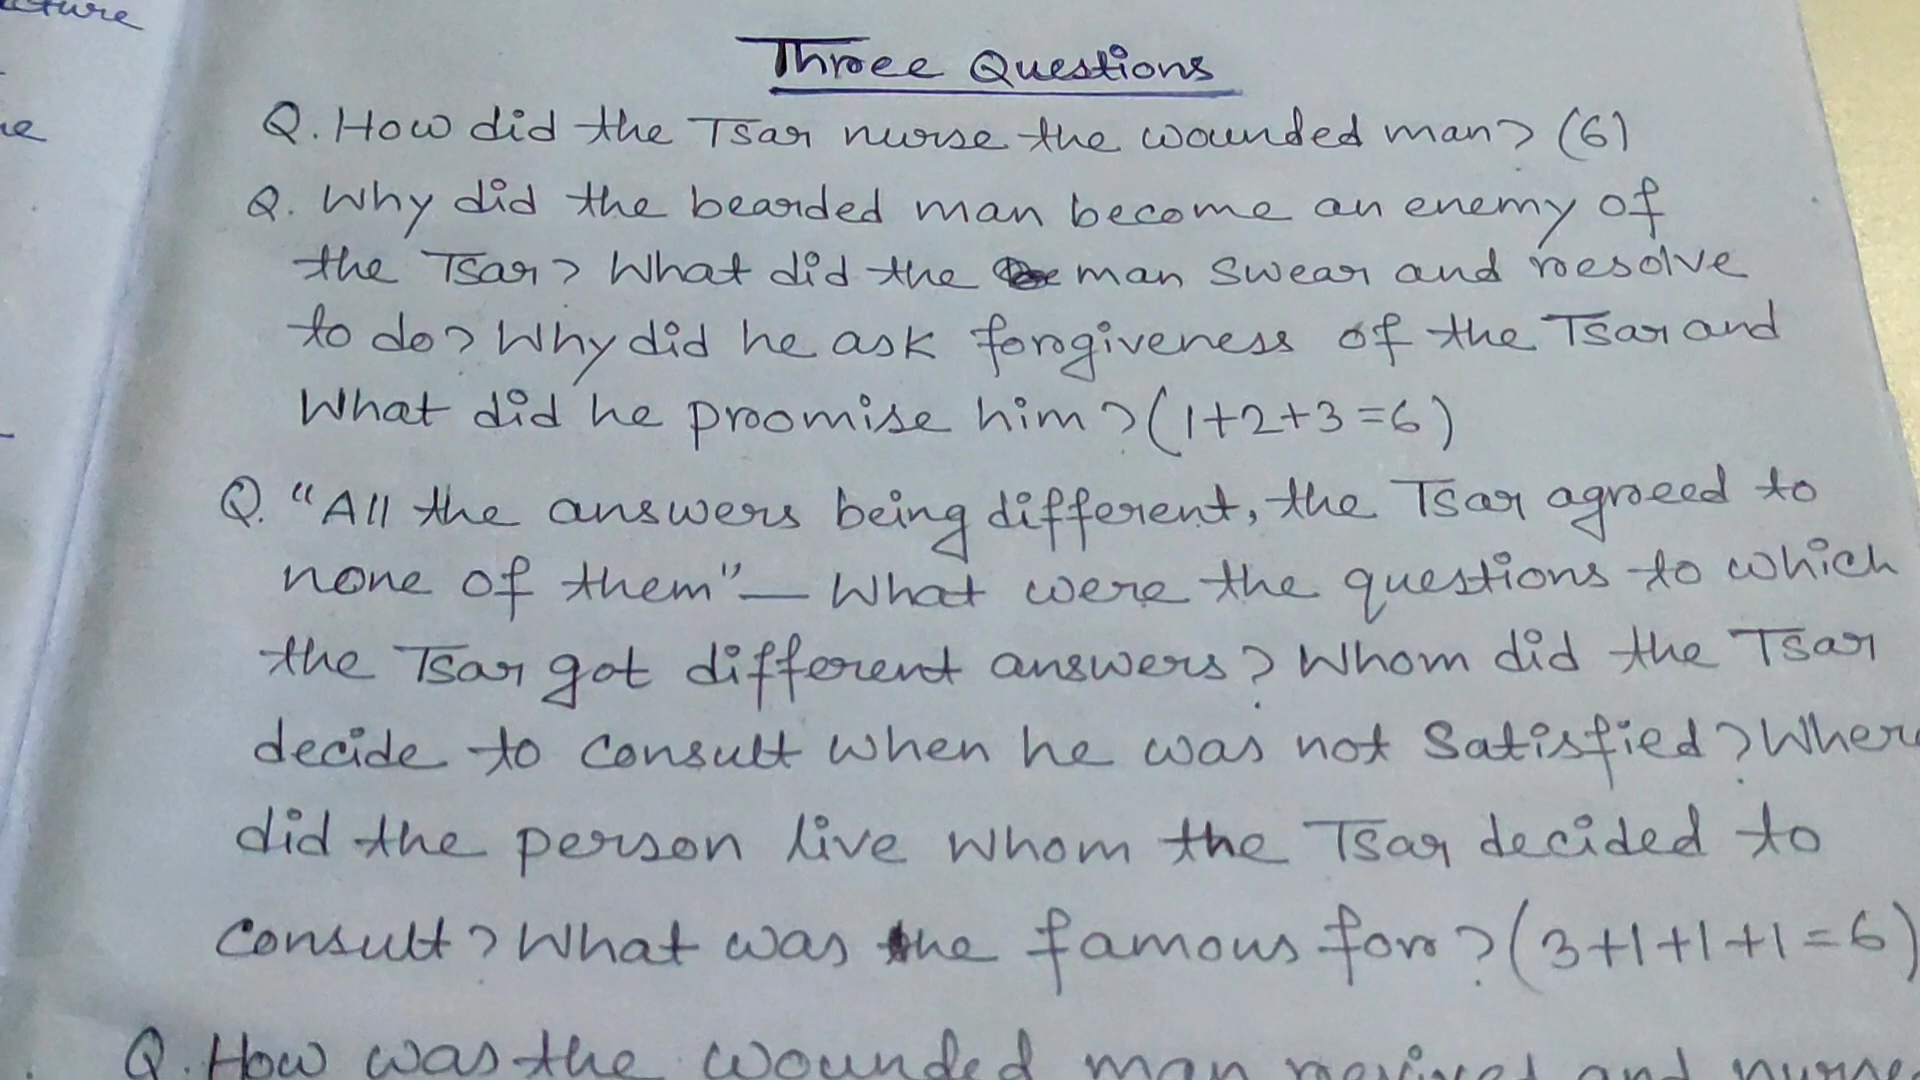 cture
Three Questions
Q. How did the Tsar nurse the wounded man? (6)
Q. Why did the bearded man become an enemy of
the Tsar? What did the man swear and resolve
to do? Why did he ask forgiveness of the Tsar and
What did he promise him? (1+2+3=6)
Q. "All the answers being different, the Tsar agreed to
none of them" — What were the questions to which
the Tsar got different answers? Whom did the Tsar
decide to consult when he was not satisfied? Where
did the person live whom the Tsar decided to
consult? What was he famous for? (3+1+1+1=6)
Q. How was the wounded man revived and nurse